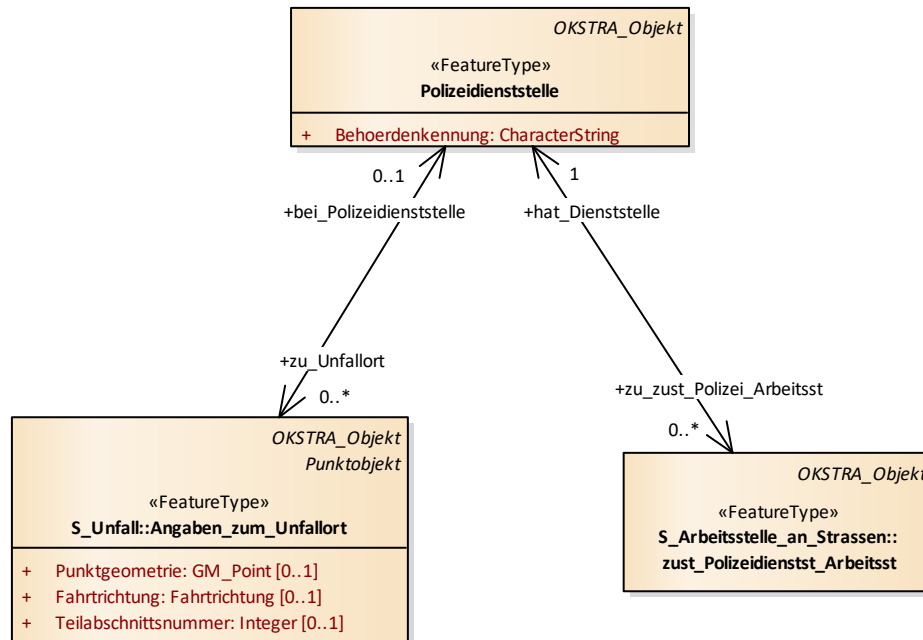 OKSTRA_Objekt
«FeatureType»
Polizeidienststelle
+ Behoerdenkennung: CharacterString
0..1
1
+bei_Polizeidienststelle
+hat_Dienststelle
+zu_Unfallort
0..*
+zu_zust_Polizei_Arbeitsst
0..*
OKSTRA_Objekt
Punktobjekt
«FeatureType»
S_Unfall::Angaben_zum_Unfallort
+ Punktgeometrie: GM_Point [0..1]
+ Fahrtrichtung: Fahrtrichtung [0..1]
+ Teilabschnittsnummer: Integer [0..1]
OKSTRA_Objekt
«FeatureType»
S_Arbeitsstelle_an_Strassen::
zust_Polizeidienstst_Arbeitsst